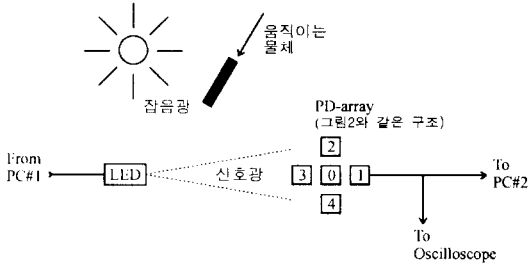 움직이는
물체
잡음광
PD-array
(그림2와 같은 구조)
2
From
PC#1
LED
신호광
3 0 1
To
PC#2
4
To
Oscilloscope